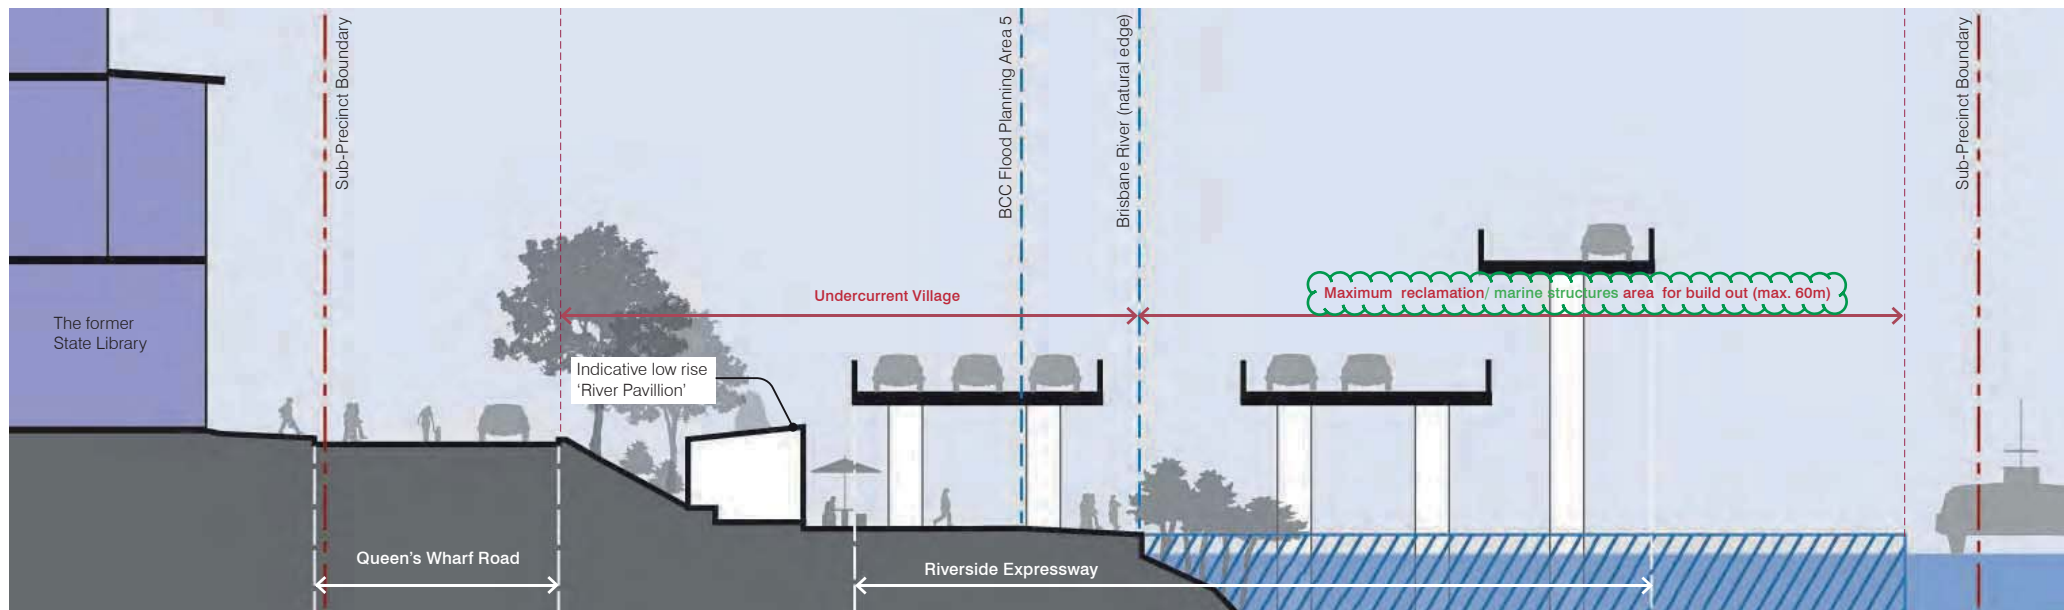 Sub-Precinct Boundary
BCC Flood Planning Area 5
Brisbane River (natural edge)
Sub-Precinct Boundary
Undercurrent Village
Maximum reclamation/ marine structures area for build out (max. 60m)
The former
State Library
Indicative low rise
‘River Pavillion’
Queen’s Wharf Road
Riverside Expressway